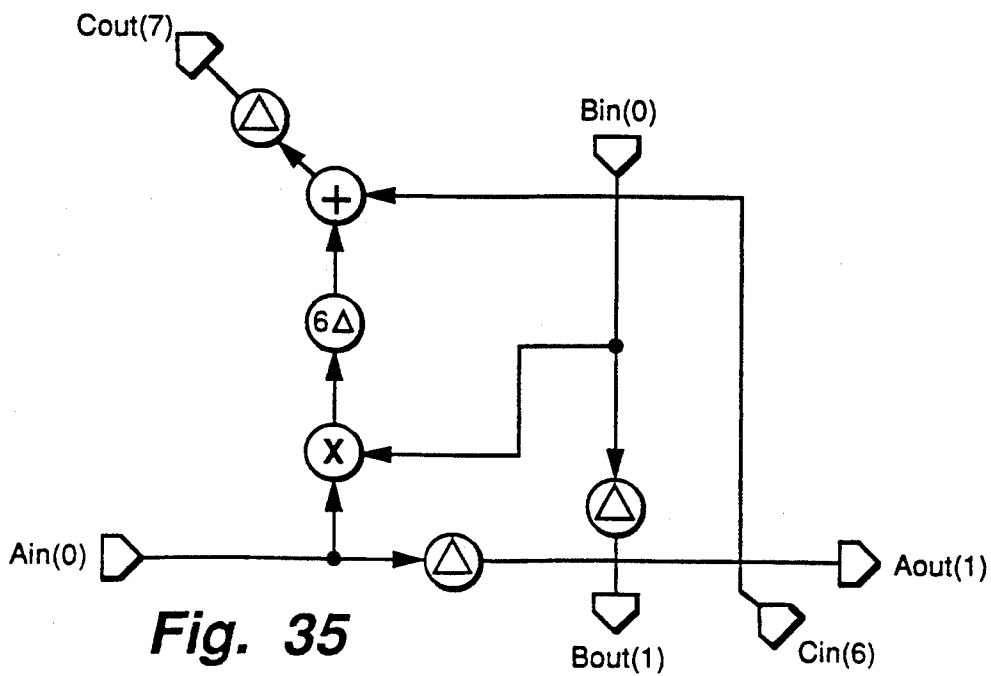 Cout(7)
Bin(0)
+
6Δ
X
Ain(0)
Aout(1)
Fig. 35
Bout(1)
Cin(6)